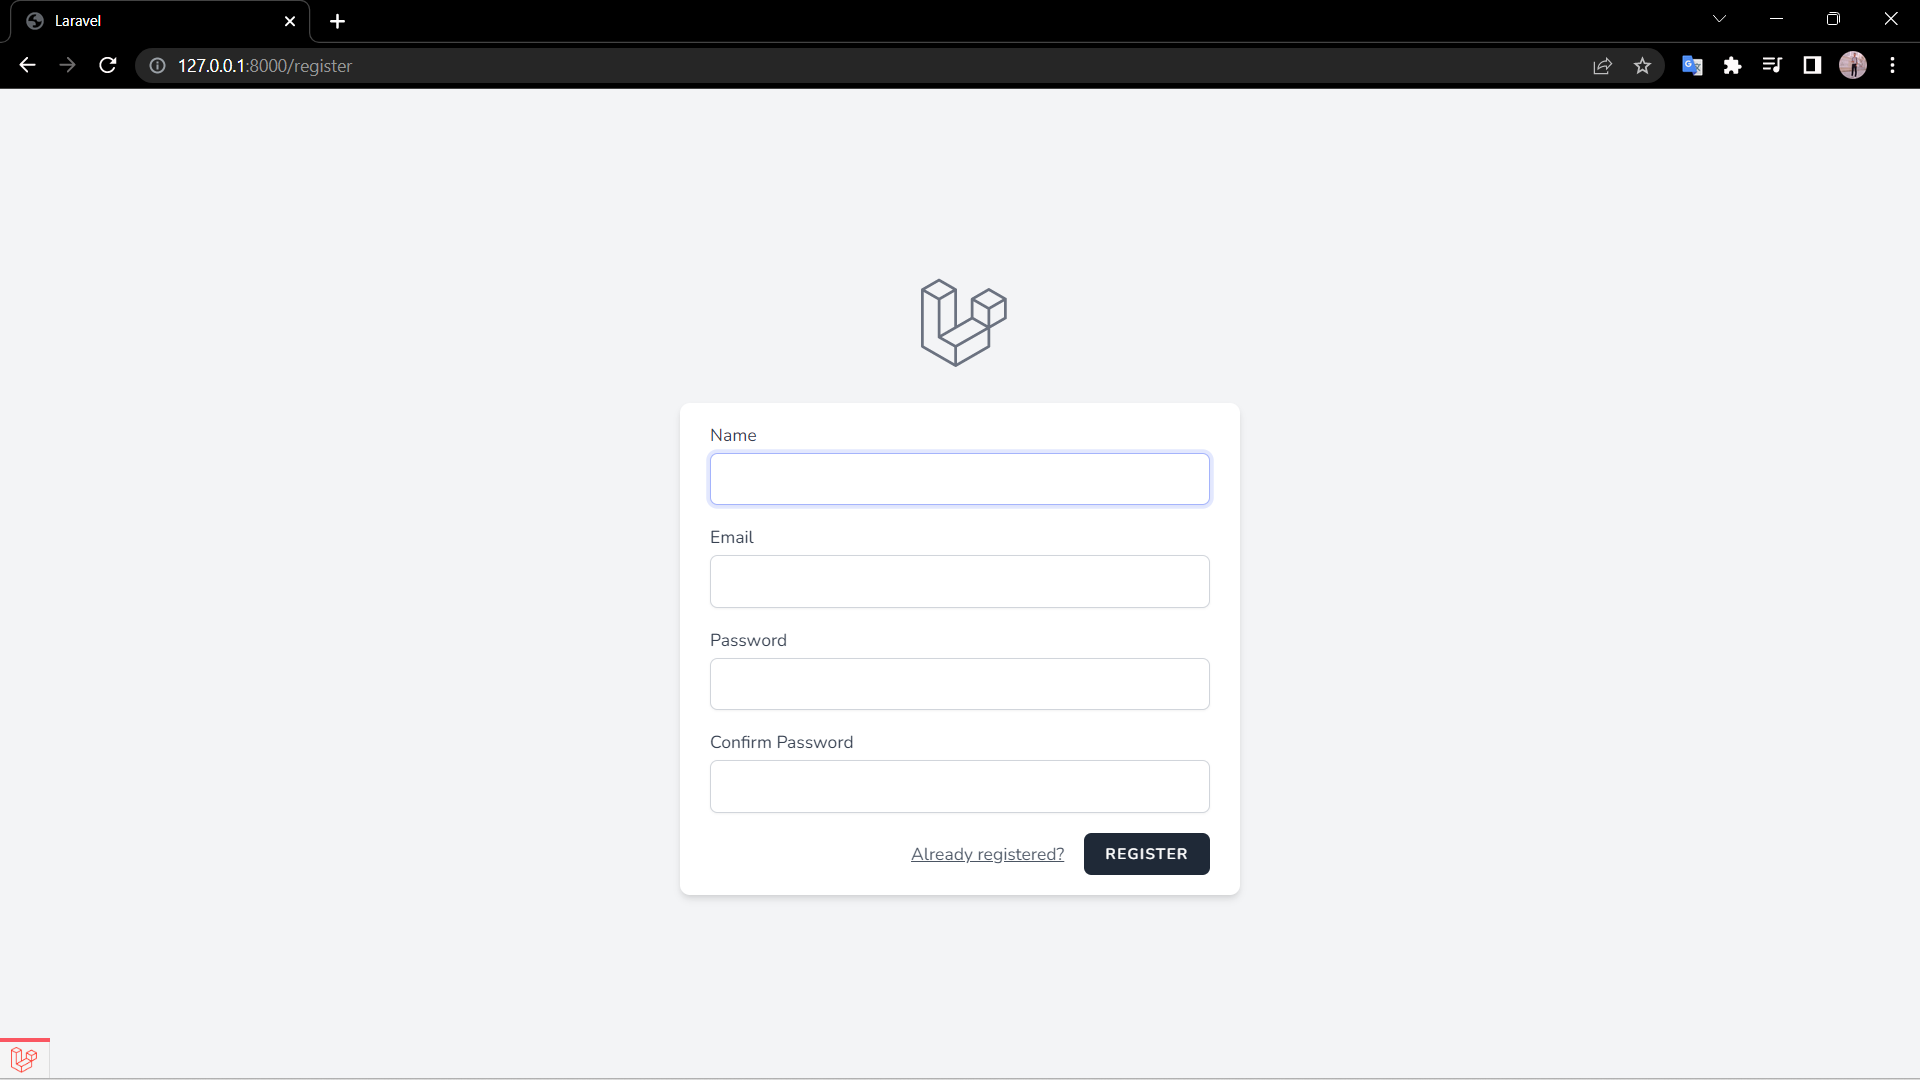 Laravel
127.0.0.1:8000/register
Name
Email
Password
Confirm Password
Already registered? REGISTER